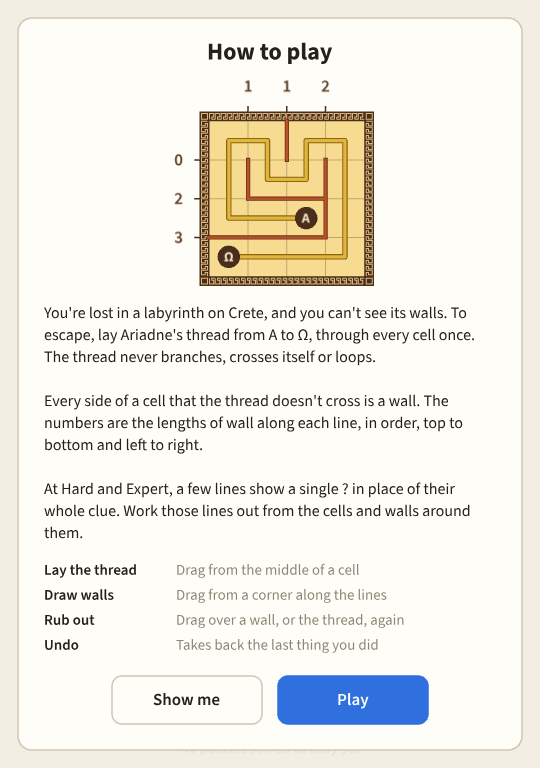 How to play
1 1 2
0
2
A
3
Ω
You're lost in a labyrinth on Crete, and you can't see its walls. To
escape, lay Ariadne's thread from A to Ω, through every cell once.
The thread never branches, crosses itself or loops.
Every side of a cell that the thread doesn't cross is a wall. The
numbers are the lengths of wall along each line, in order, top to
bottom and left to right.
At Hard and Expert, a few lines show a single ? in place of their
whole clue. Work those lines out from the cells and walls around
them.
Lay the thread Drag from the middle of a cell
Draw walls Drag from a corner along the lines
Rub out Drag over a wall, or the thread, again
Undo Takes back the last thing you did
Show me Play